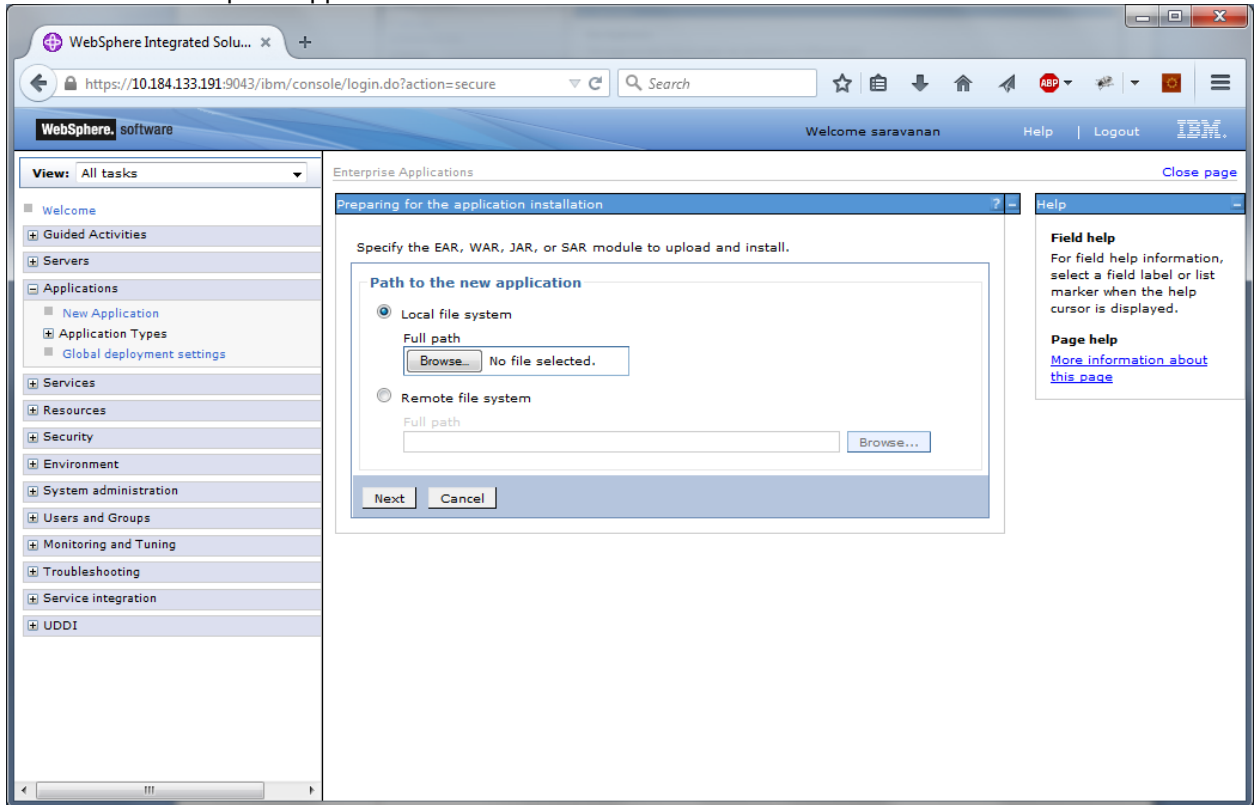 WebSphere Integrated Solu...
https://10.184.133.191:9043/ibm/console/login.do?action=secure
Search
ABP
WebSphere. software
Welcome saravanan
Help | Logout
IBM.
View: All tasks
Welcome
Guided Activities
Servers
Applications
New Application
Application Types
Global deployment settings
Services
Resources
Security
Environment
System administration
Users and Groups
Monitoring and Tuning
Troubleshooting
Service integration
UDDI
Enterprise Applications
Close page
Preparing for the application installation
Specify the EAR, WAR, JAR, or SAR module to upload and install.
Path to the new application
Local file system
Full path
Browse... No file selected.
Remote file system
Full path
Browse...
Next Cancel
Help
Field help
For field help information,
select a field label or list
marker when the help
cursor is displayed.
Page help
More information about
this page